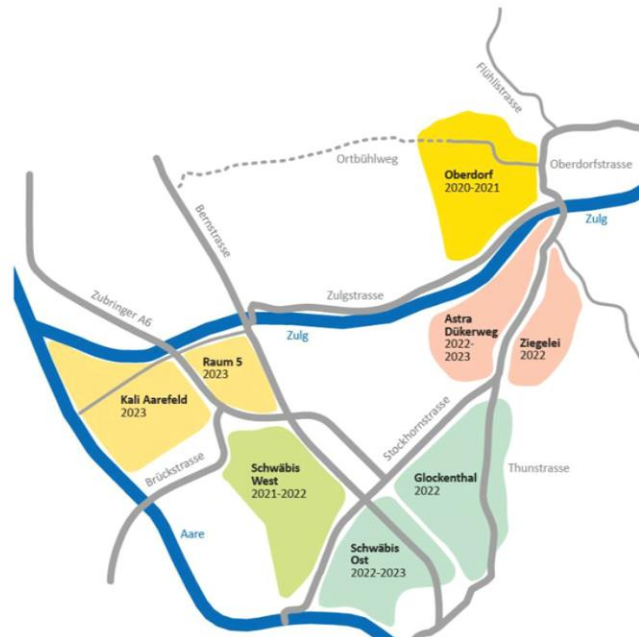 Flühlistrasse
Ortbühlweg
Oberdorfstrasse
Oberdorf
2020-2021
Zulg
Bernstrasse
Zubringer A6
Zulgstrasse
Zulg
Astra
Dükerweg
2022-
2023
Ziegelei
2022
Raum 5
2023
Kali Aarefeld
2023
Stockhornstrasse
Brückstrasse
Schwäbis
West
2021-2022
Glockenthal
2022
Thunstrasse
Aare
Schwäbis
Ost
2022-2023